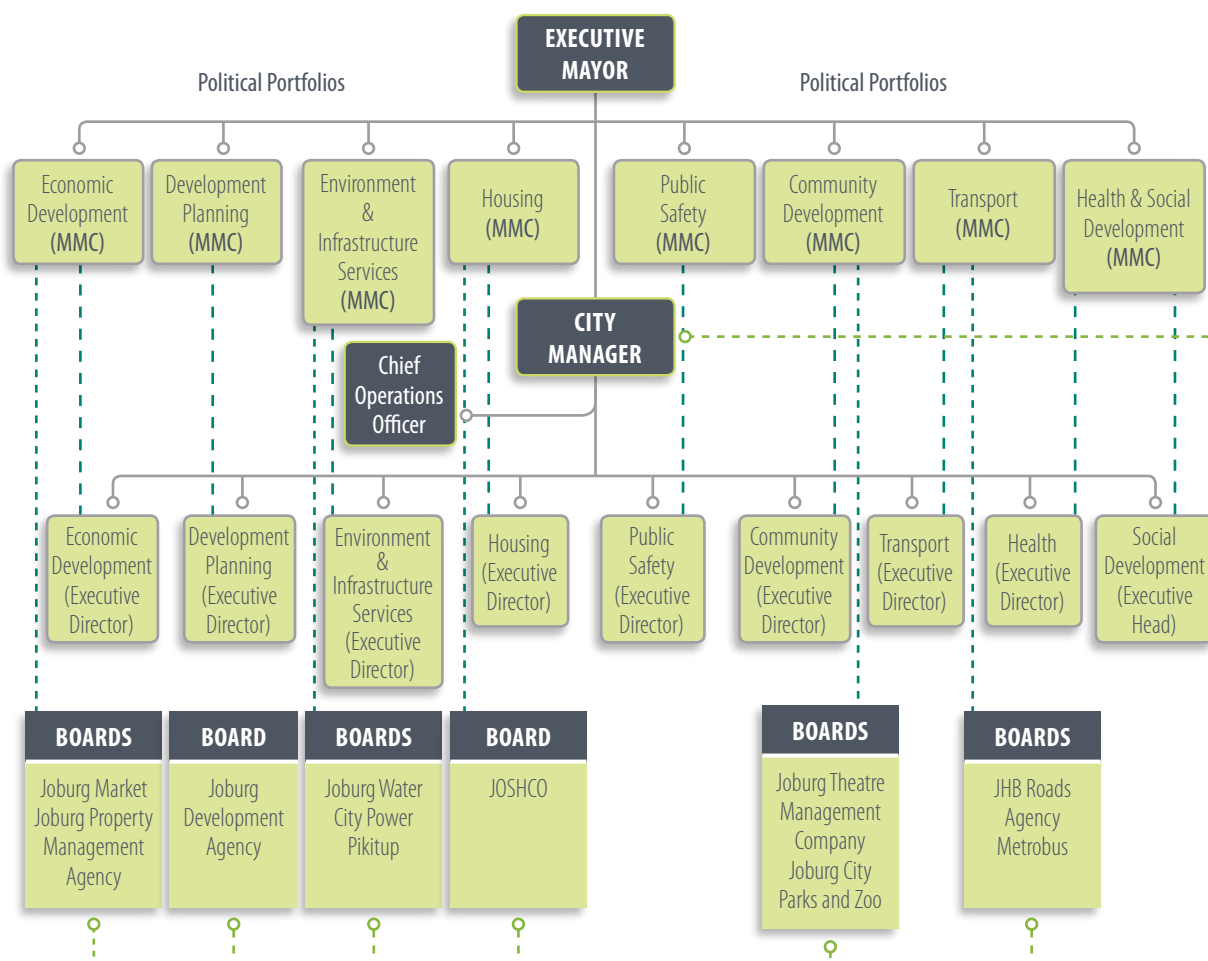 EXECUTIVE
MAYOR
Political Portfolios
Political Portfolios
Economic
Development
(MMC)
Development
Planning
(MMC)
Environment
&
Infrastructure
Services
(MMC)
Housing
(MMC)
Public
Safety
(MMC)
Community
Development
(MMC)
Transport
(MMC)
Health & Social
Development
(MMC)
CITY
MANAGER
Chief
Operations
Officer
Economic
Development
(Executive
Director)
Development
Planning
(Executive
Director)
Environment
&
Infrastructure
Services
(Executive
Director)
Housing
(Executive
Director)
Public
Safety
(Executive
Director)
Community
Development
(Executive
Director)
Transport
(Executive
Director)
Health
(Executive
Director)
Social
Development
(Executive
Head)
BOARDS
Joburg Market
Joburg Property
Management
Agency
BOARD
Joburg
Development
Agency
BOARDS
Joburg Water
City Power
Pikitup
BOARD
JOSHCO
BOARDS
Joburg Theatre
Management
Company
Joburg City
Parks and Zoo
BOARDS
JHB Roads
Agency
Metrobus